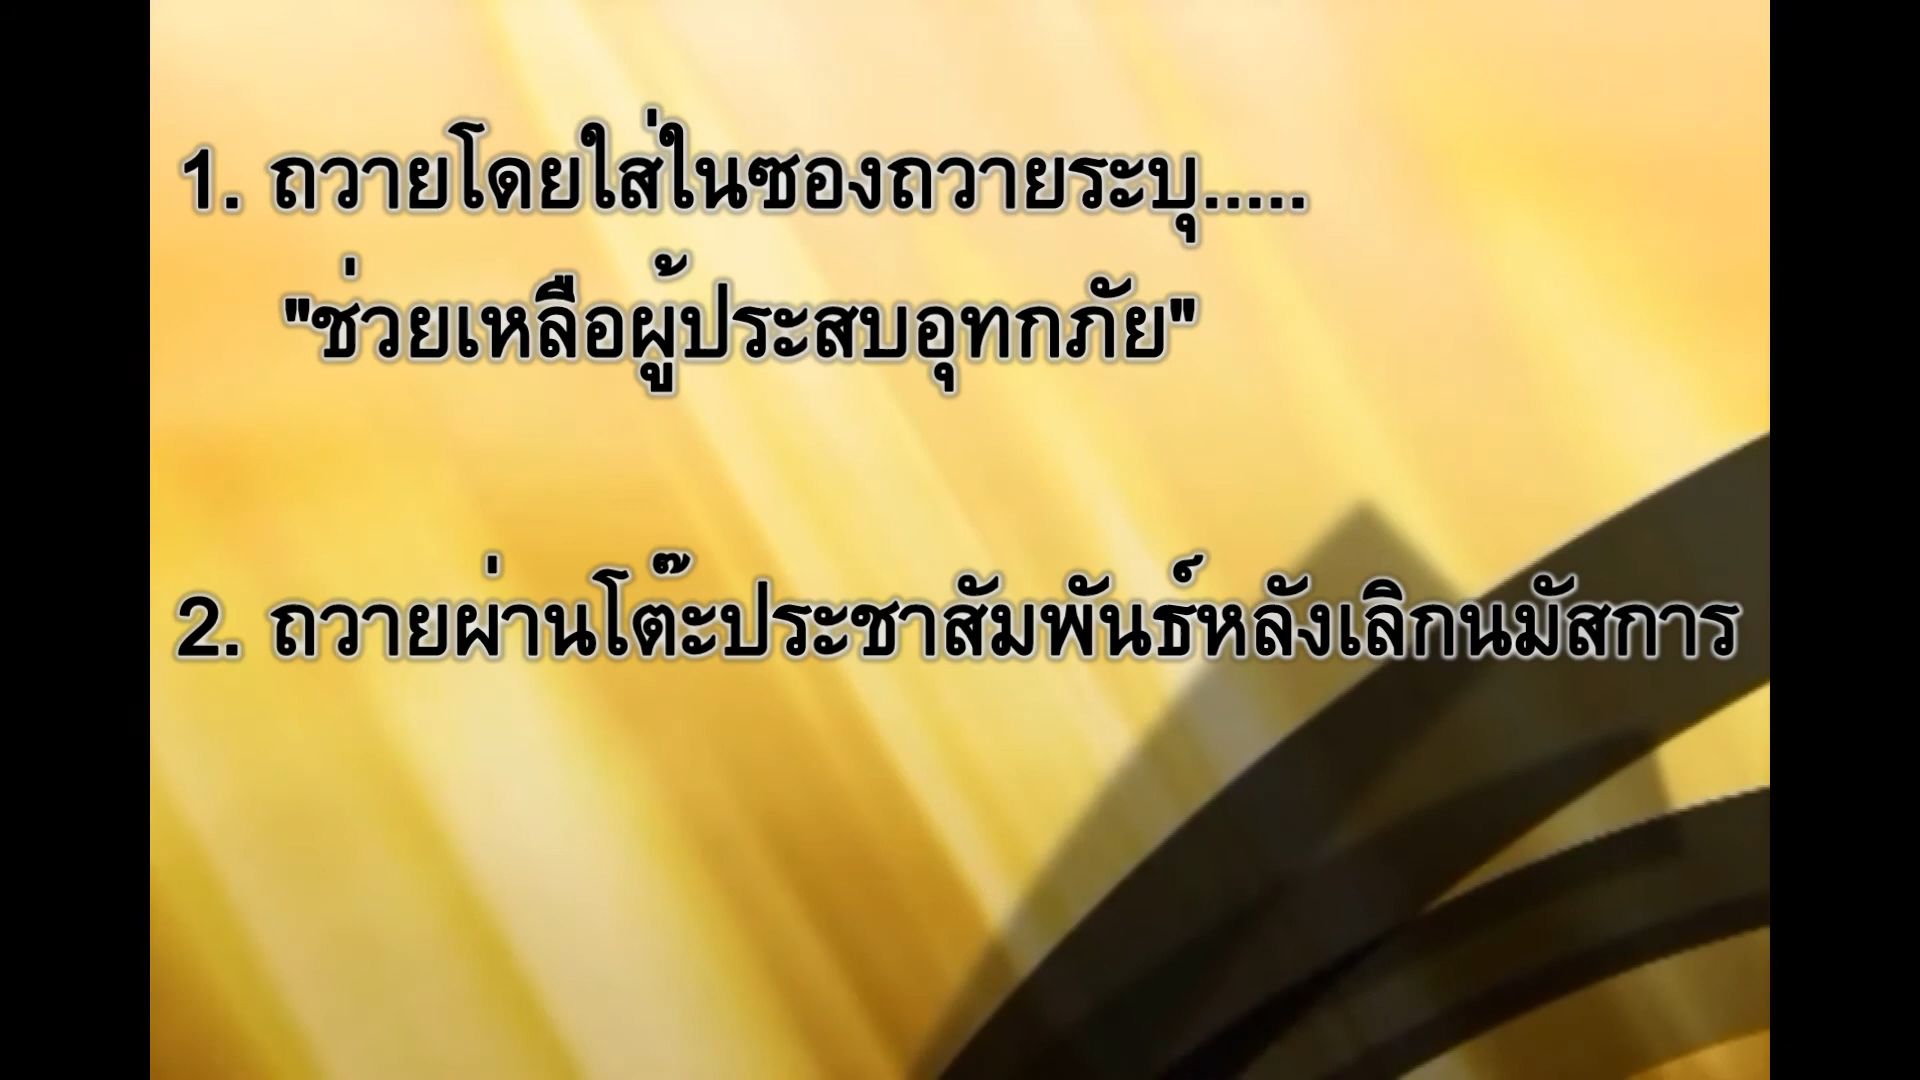 1. ถวายโดยใส่ในซองถวายระบุ.....
"ช่วยเหลือผู้ประสบอุทกภัย"
2. ถวายผ่านโต๊ะประชาสัมพันธ์หลังเลิกนมัสการ